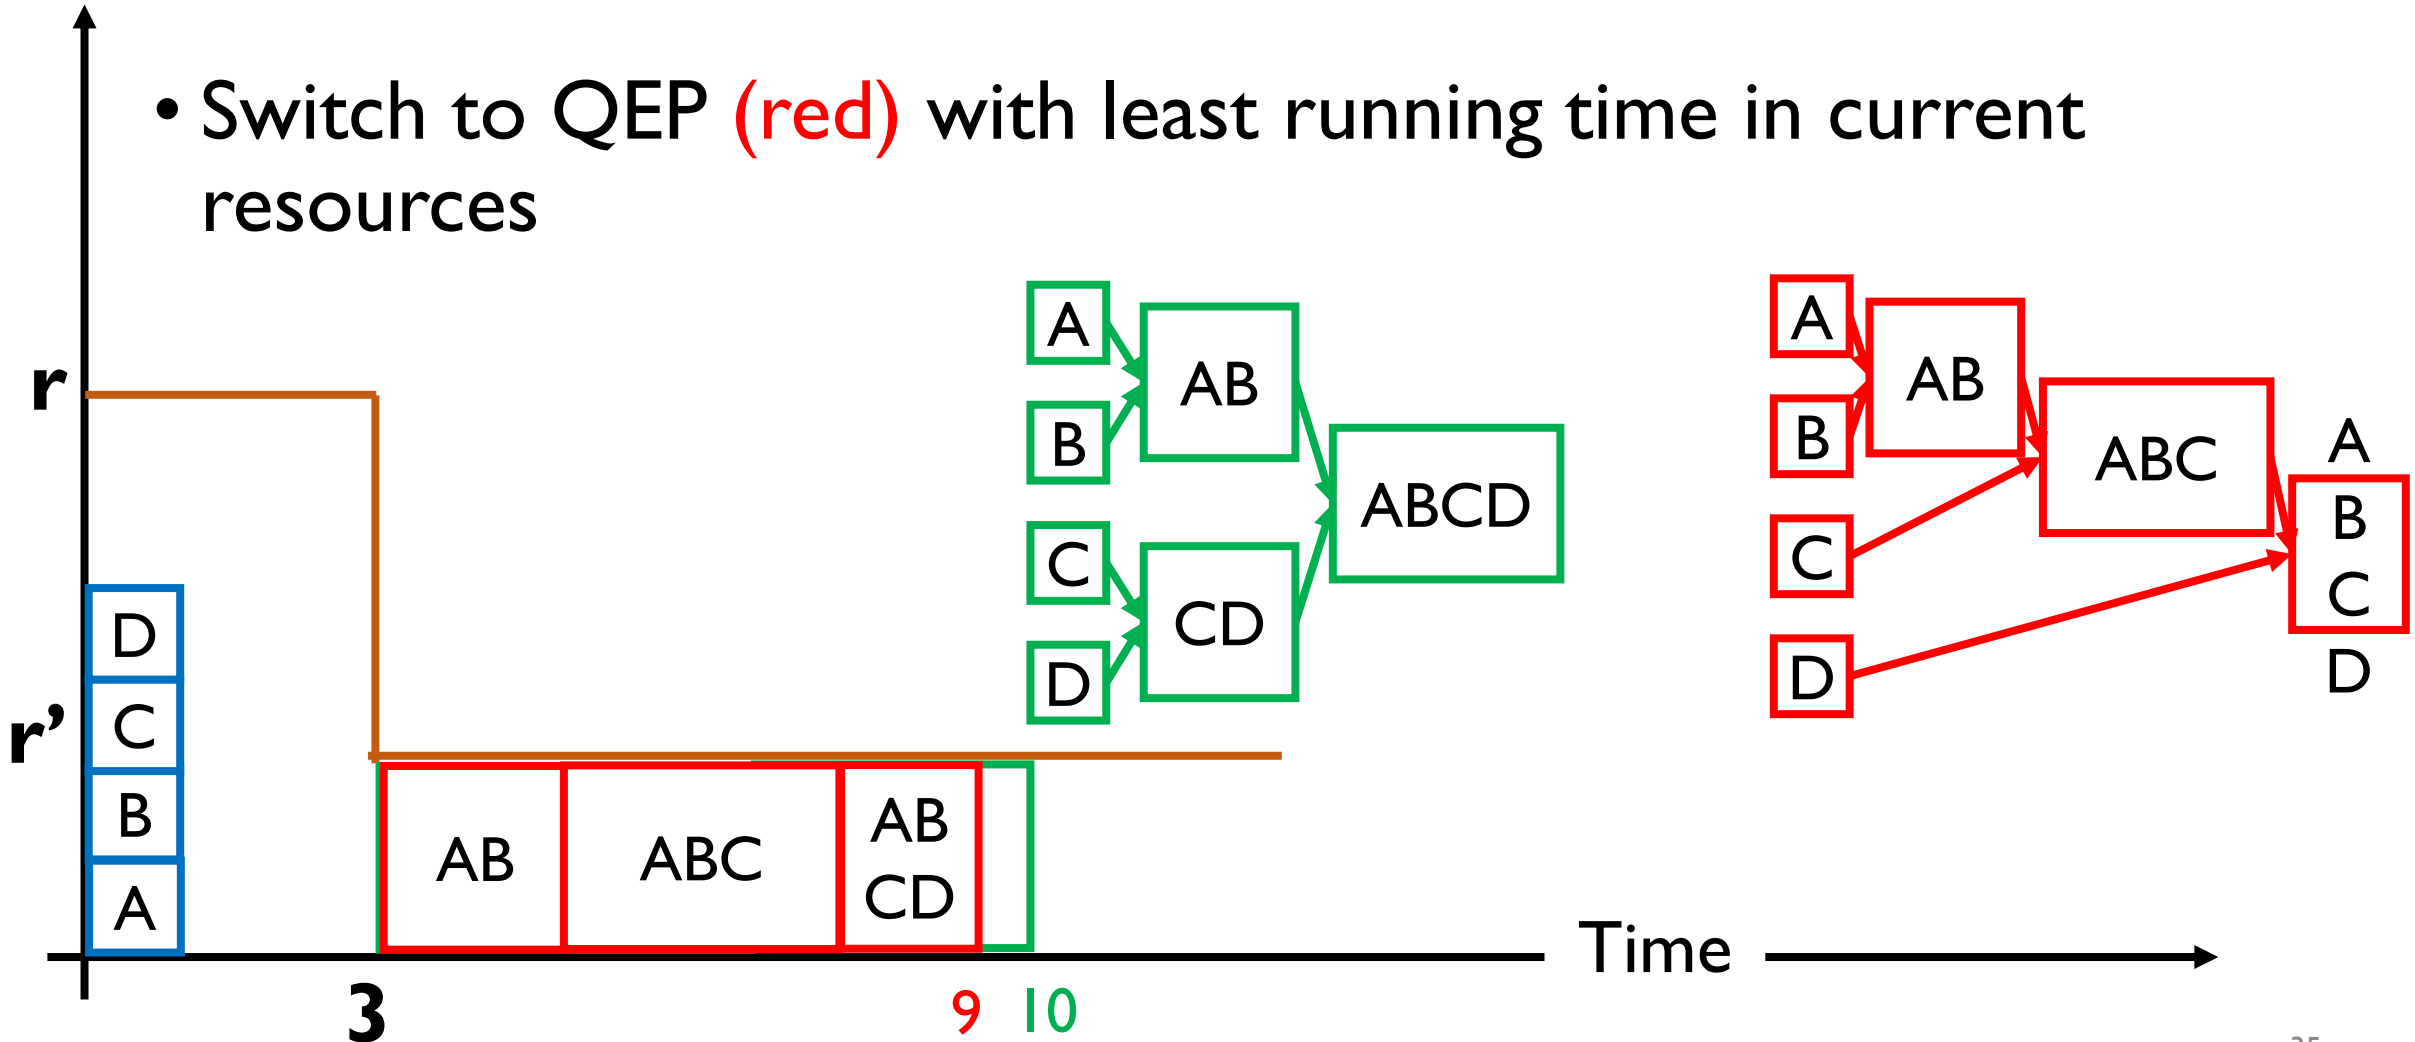 • Switch to QEP (red) with least running time in current
resources
r
r’
D
C
B
A
AB
ABC
AB
CD
3
9
10
Time
A
B
C
D
AB
CD
ABCD
A
B
C
D
AB
ABC
A
B
C
D